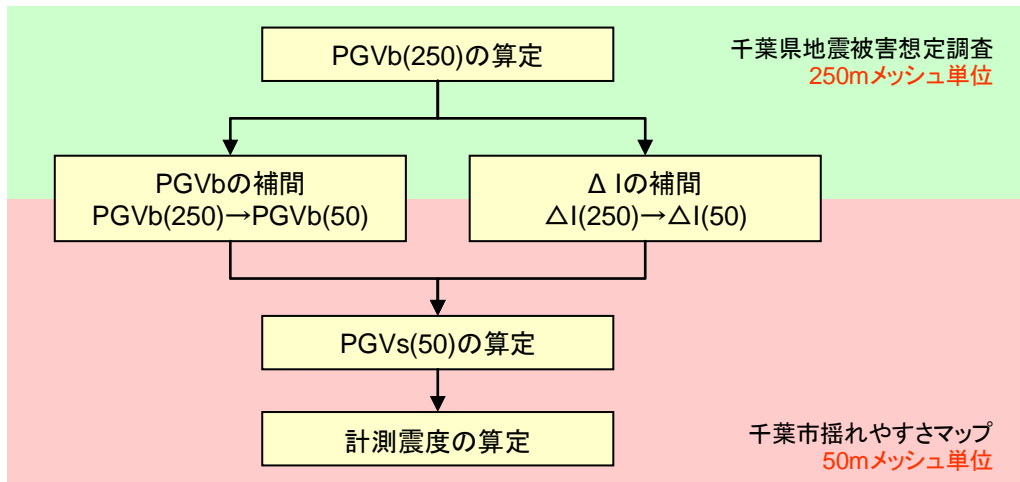 PGVb(250)の算定
千葉県地震被害想定調査
250mメッシュ単位
PGVbの補間
PGVb(250)→PGVb(50)
Δ Iの補間
△I(250)→△I(50)
PGVs(50)の算定
計測震度の算定
千葉市揺れやすさマップ
50mメッシュ単位